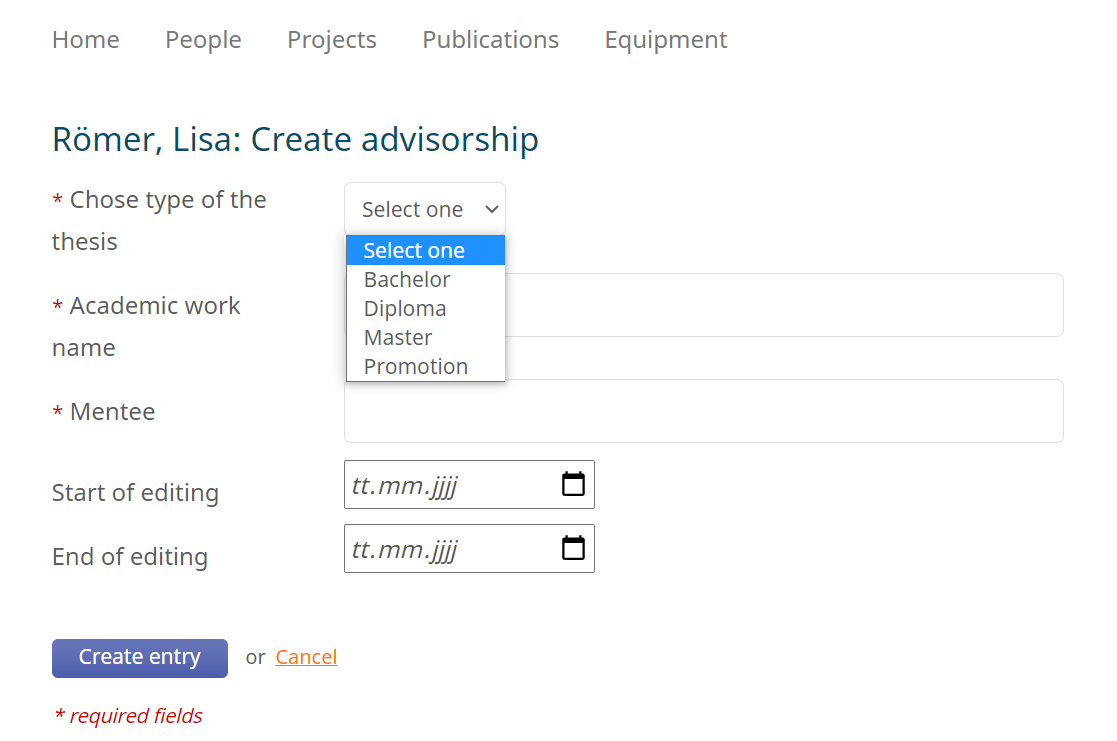 Home People Projects Publications Equipment
Römer, Lisa: Create advisorship
* Chose type of the
thesis
Select one
Select one
Bachelor
Diploma
Master
Promotion
* Academic work
name
* Mentee
Start of editing
tt.mm.jjjj
End of editing
tt.mm.jjjj
Create entry or Cancel
* required fields